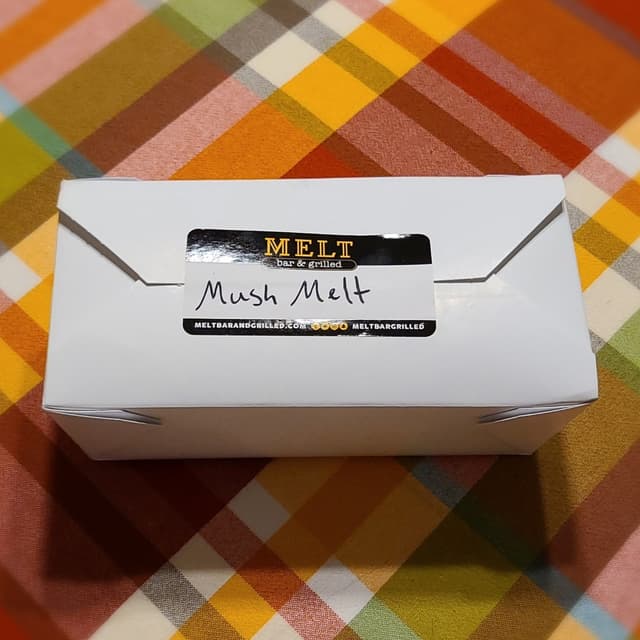 MELT
bar & grilled
Mush Melt
MELTBARANDGRILLED.COM MELTBARGRILLED